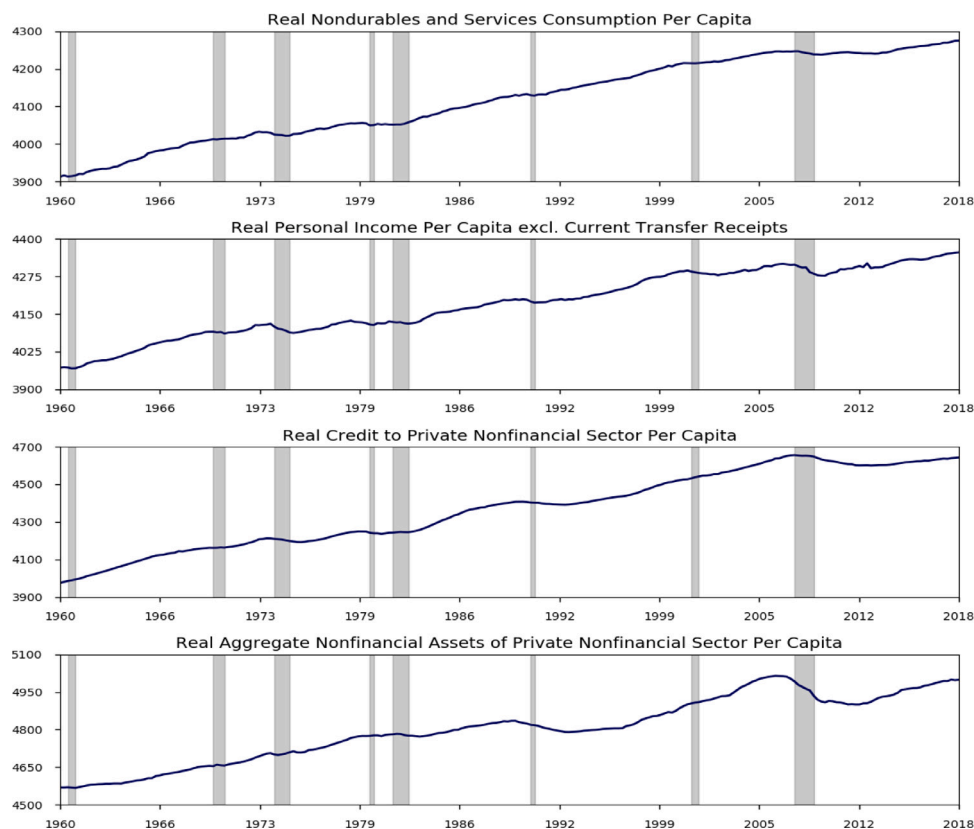 Real Nondurables and Services Consumption Per Capita
4300
4200
4100
4000
3900
1960 1966 1973 1979 1986 1992 1999 2005 2012 2018
Real Personal Income Per Capita excl. Current Transfer Receipts
4400
4275
4150
4025
3900
1960 1966 1973 1979 1986 1992 1999 2005 2012 2018
Real Credit to Private Nonfinancial Sector Per Capita
4700
4500
4300
4100
3900
1960 1966 1973 1979 1986 1992 1999 2005 2012 2018
Real Aggregate Nonfinancial Assets of Private Nonfinancial Sector Per Capita
5100
4950
4800
4650
4500
1960 1966 1973 1979 1986 1992 1999 2005 2012 2018